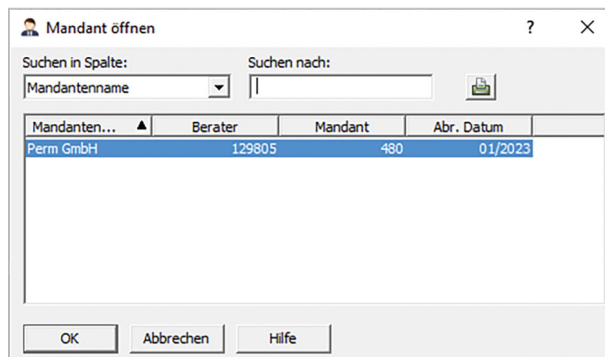 Mandant öffnen
?
Suchen in Spalte: Suchen nach:
Mandantenname
Mandanten... Berater Mandant Abr. Datum
Perm GmbH 129805 480 01/2023
OK Abbrechen Hilfe